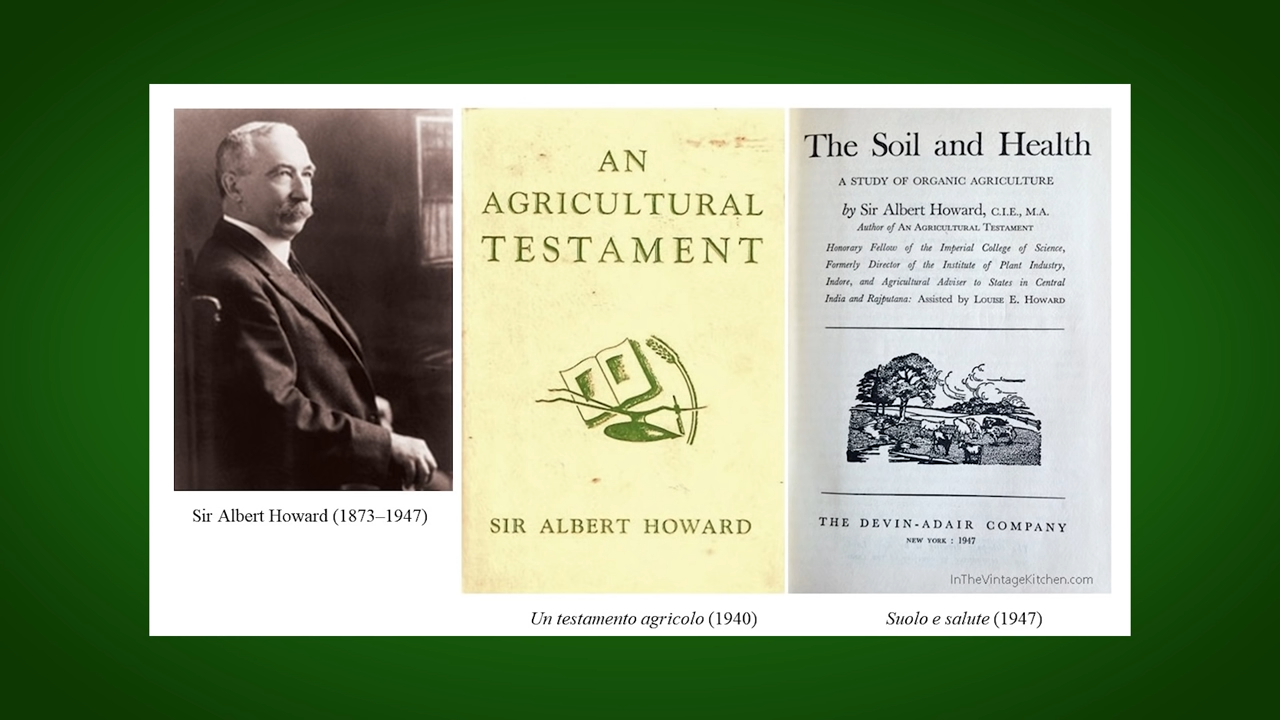 Sir Albert Howard (1873–1947)
AN
AGRICULTURAL
TESTAMENT
SIR ALBERT HOWARD
Un testamento agricolo (1940)
The Soil and Health
A STUDY OF ORGANIC AGRICULTURE
by Sir Albert Howard, C.I.E., M.A.
Author of AN AGRICULTURAL TESTAMENT
Honorary Fellow of the Imperial College of Science,
Formerly Director of the Institute of Plant Industry,
Indore, and Agricultural Adviser to States in Central
India and Rajputana: Assisted by LOUISE E. HOWARD
THE DEVIN-ADAIR COMPANY
NEW YORK : 1947
InTheVintageKitchen.com
Suolo e salute (1947)